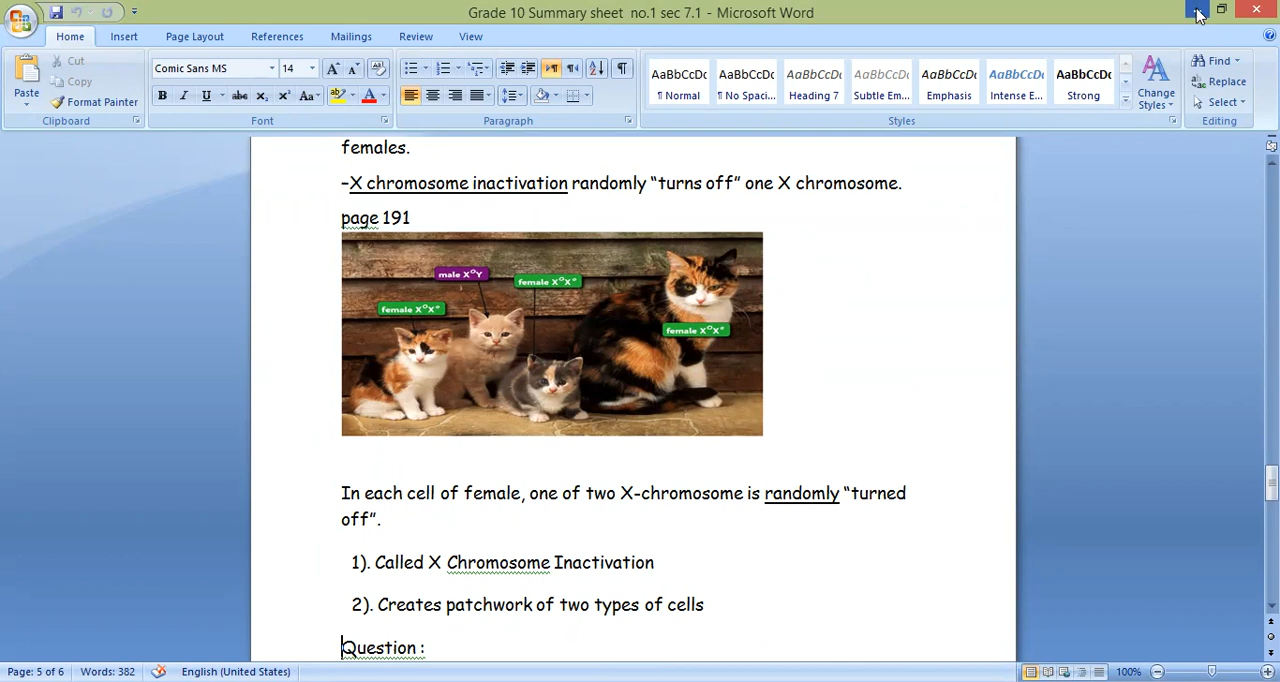 Grade 10 Summary sheet no.1 sec 7.1 - Microsoft Word
Home Insert Page Layout References Mailings Review View
Paste
Cut
Copy
Format Painter
Clipboard
Comic Sans MS 14
Font
Paragraph
AaBbCcDc AaBbCcDc AaBbCcDc AaBbCcDc AaBbCcDc AaBbCcDc AaBbCcDc
¶ Normal ¶ No Spaci... Heading 7 Subtle Em... Emphasis Intense E... Strong
Change Styles
Styles
Find
Replace
Select
Editing
females.
–X chromosome inactivation randomly “turns off” one X chromosome.
page 191
male XᴼY
female XᴼXᵒ
female XᴼXᵒ
female XᴼXᵒ
In each cell of female, one of two X-chromosome is randomly “turned
off”.
1). Called X Chromosome Inactivation
2). Creates patchwork of two types of cells
Question :
Page: 5 of 6 Words: 382 English (United States) 100%